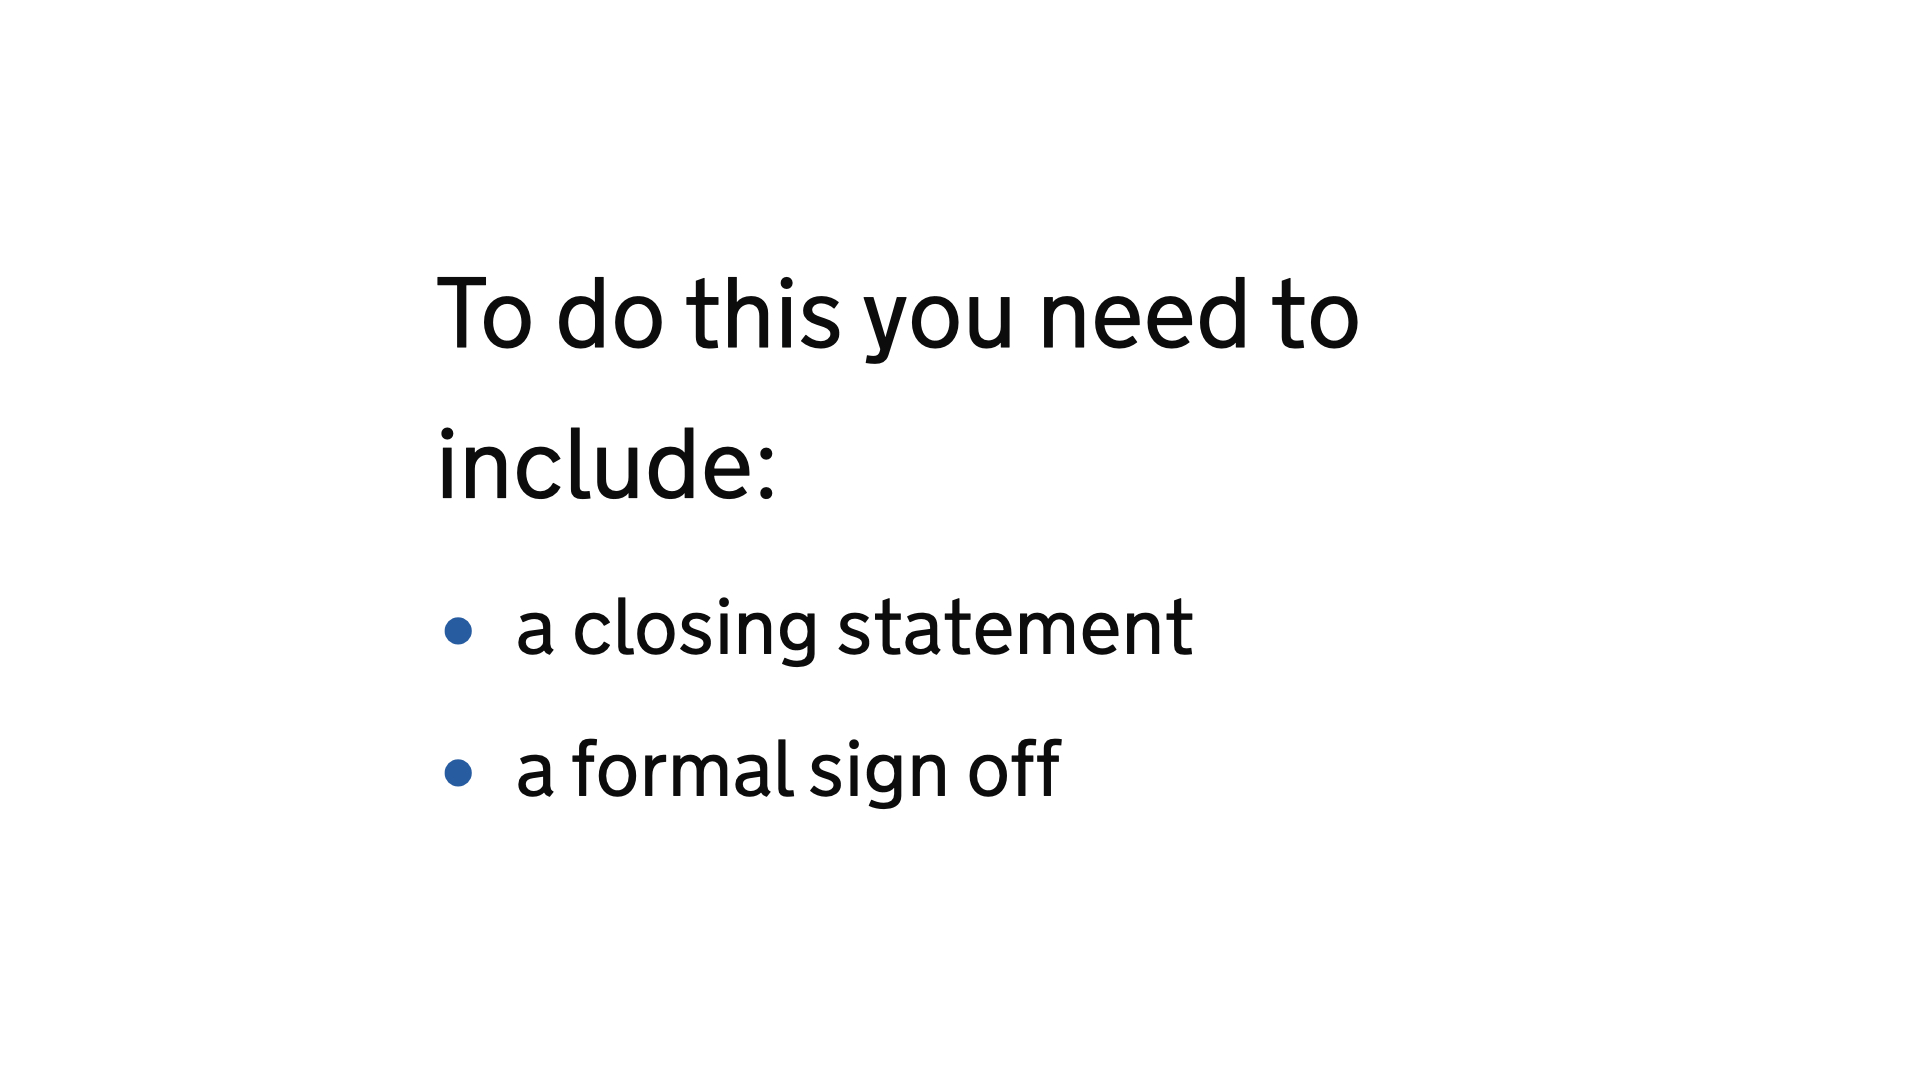 To do this you need to
include:
• a closing statement
• a formal sign off